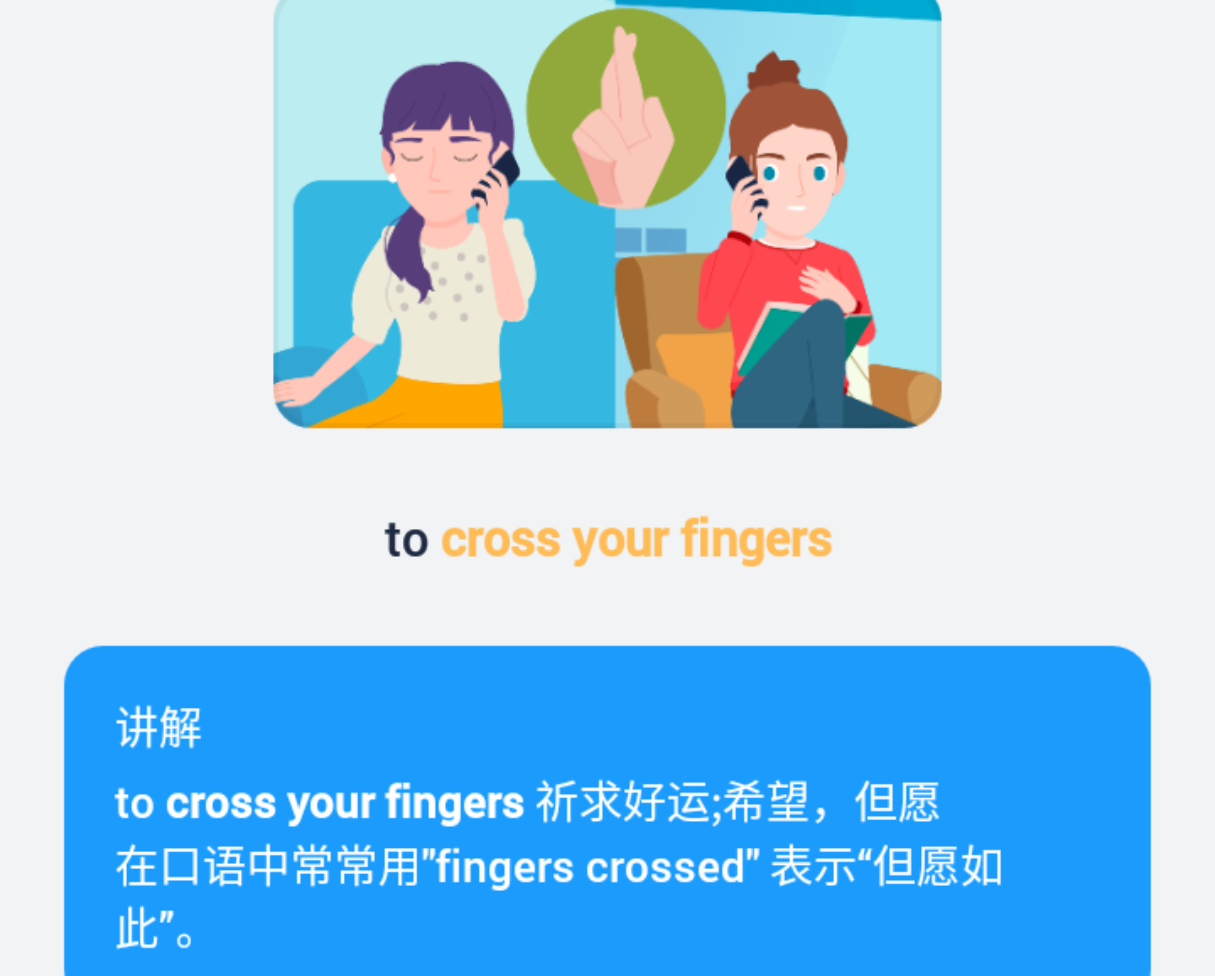 to cross your fingers
讲解
to cross your fingers 祈求好运;希望，但愿
在口语中常常用"fingers crossed" 表示“但愿如
此”。